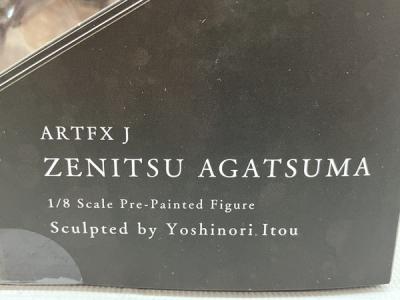 ARTFX J
ZENITSU AGATSUMA
1/8 Scale Pre-Painted Figure
Sculpted by Yoshinori Itou